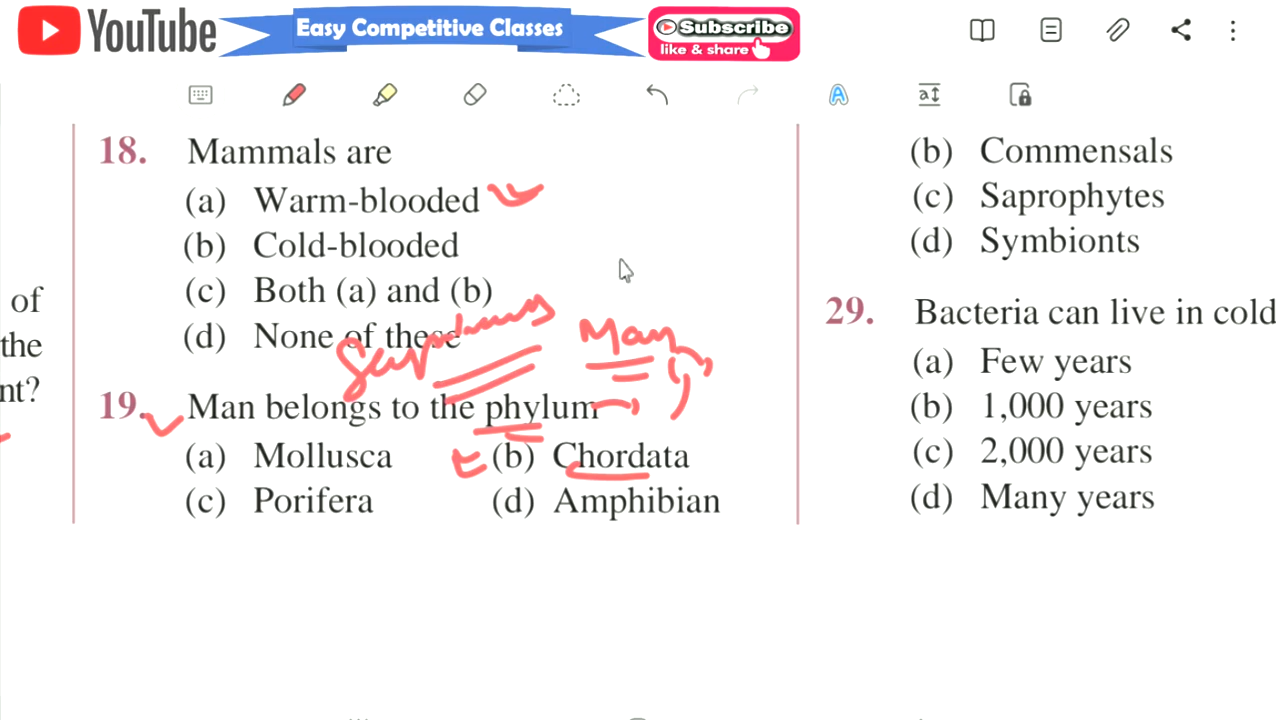 YouTube
Easy Competitive Classes
Subscribe
like & share
18. Mammals are
(a) Warm-blooded
(b) Cold-blooded
(c) Both (a) and (b)
(d) None of these
Man
19. Man belongs to the phylum
(a) Mollusca (b) Chordata
(c) Porifera (d) Amphibian
of
the
nt?
(b) Commensals
(c) Saprophytes
(d) Symbionts
29. Bacteria can live in cold
(a) Few years
(b) 1,000 years
(c) 2,000 years
(d) Many years